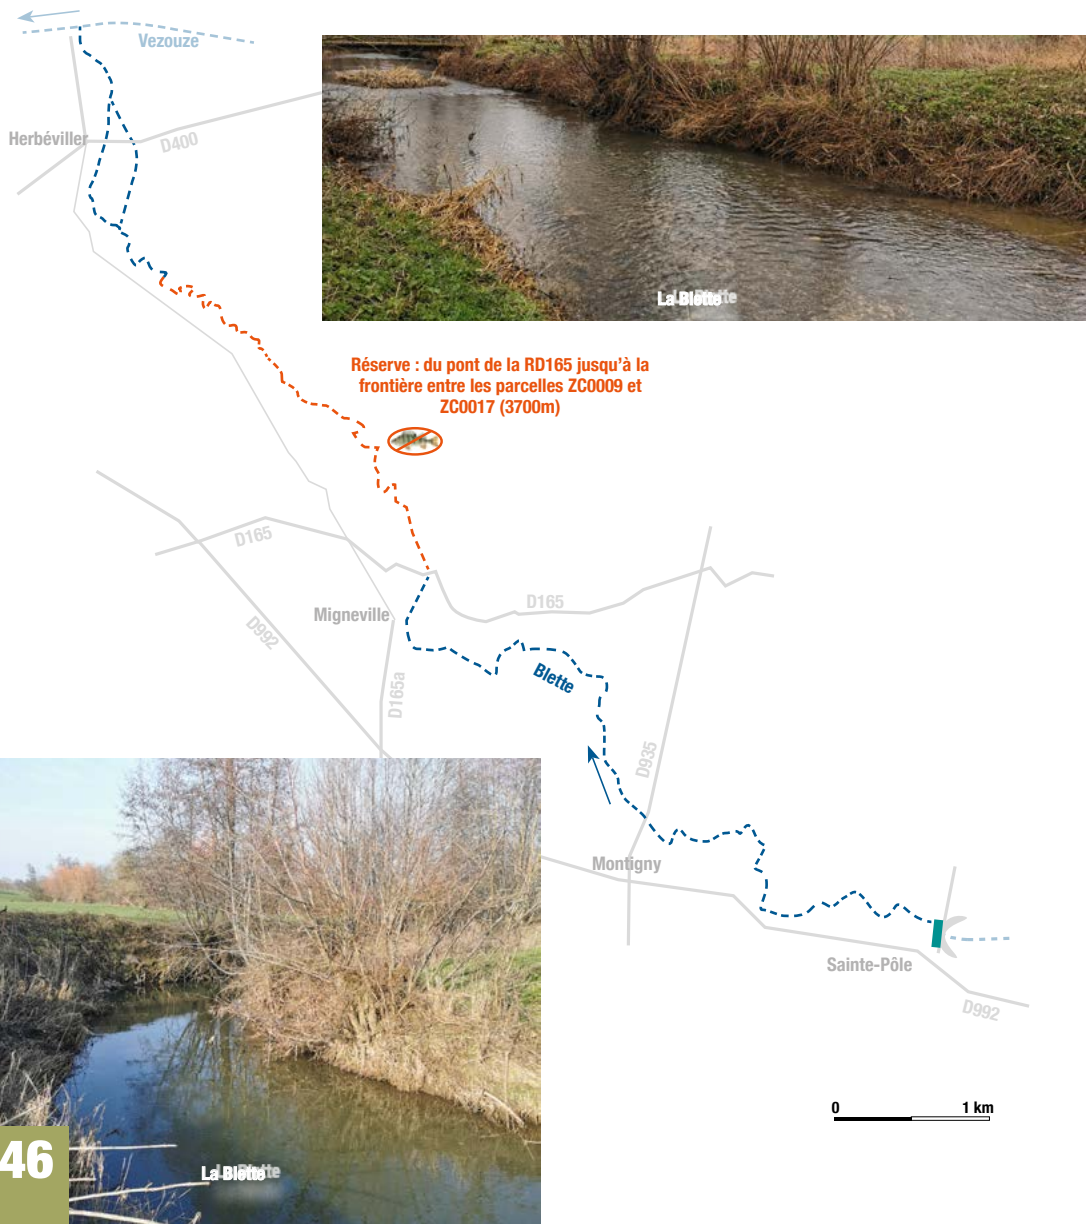 Vezouze
Herbéviller
D400
La Blette
Réserve : du pont de la RD165 jusqu'à la
frontière entre les parcelles ZC0009 et
ZC0017 (3700m)
D165
D165
Migneville
D992
Blette
D165a
D935
Montigny
Sainte-Pôle
D992
0 1 km
La Blette
46